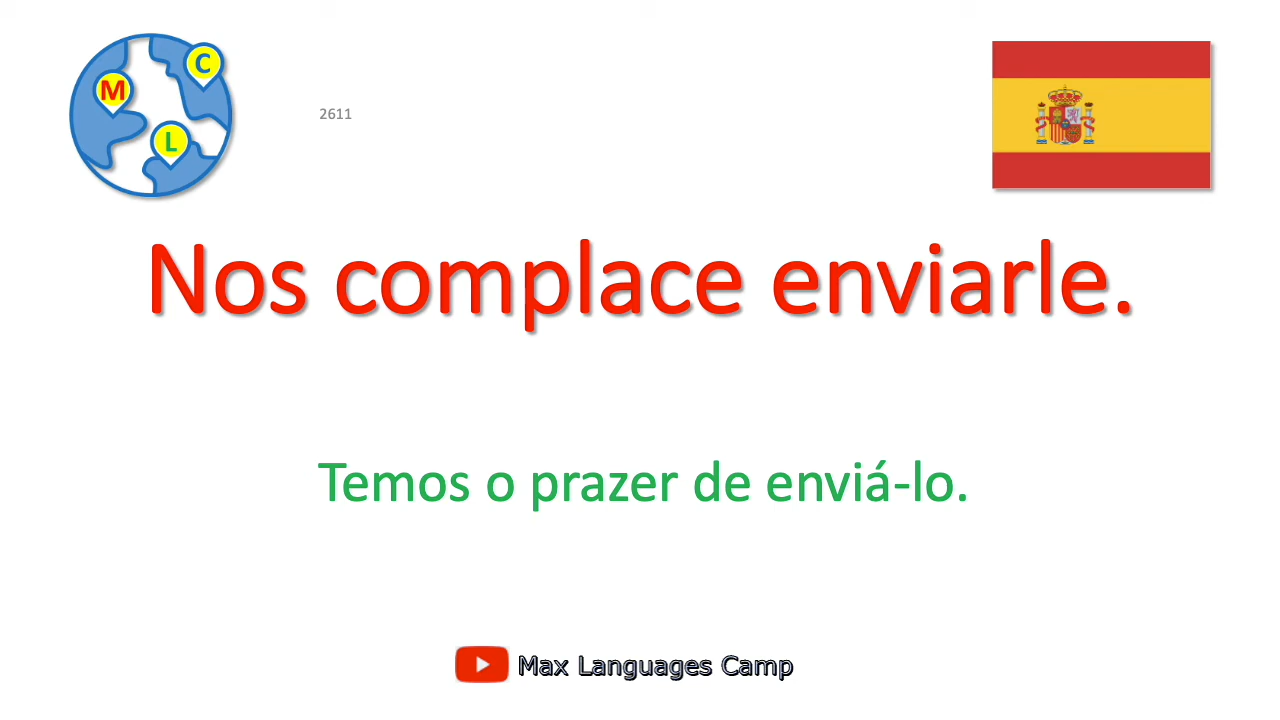 C
M
L
2611
Nos complace enviarle.
Temos o prazer de enviá-lo.
Max Languages Camp